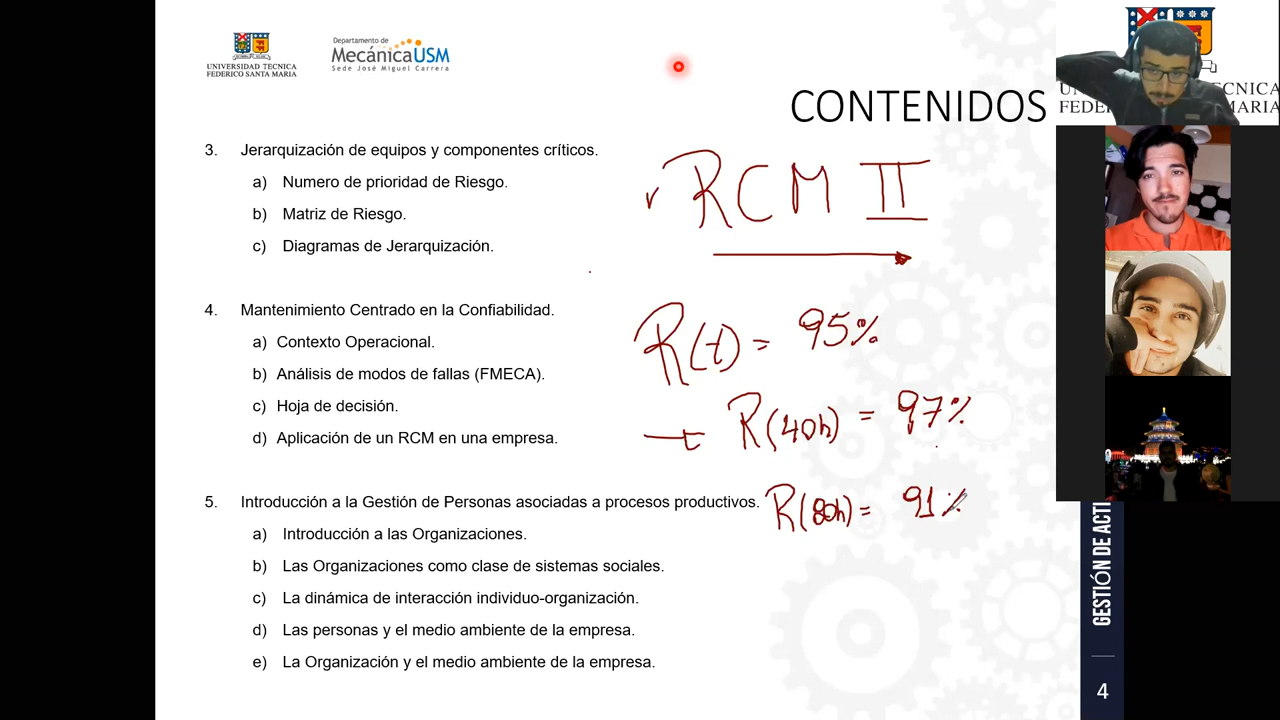 UNIVERSIDAD TECNICA
FEDERICO SANTA MARIA
Departamento de
MecánicaUSM
Sede José Miguel Carrera
CONTENIDOS
3. Jerarquización de equipos y componentes críticos.
a) Numero de prioridad de Riesgo.
b) Matriz de Riesgo.
c) Diagramas de Jerarquización.
RCM II
4. Mantenimiento Centrado en la Confiabilidad.
a) Contexto Operacional.
b) Análisis de modos de fallas (FMECA).
c) Hoja de decisión.
d) Aplicación de un RCM en una empresa.
R(t) = 95%
R(40h) = 97%
5. Introducción a la Gestión de Personas asociadas a procesos productivos.
R(80h) = 91%
a) Introducción a las Organizaciones.
b) Las Organizaciones como clase de sistemas sociales.
c) La dinámica de interacción individuo-organización.
d) Las personas y el medio ambiente de la empresa.
e) La Organización y el medio ambiente de la empresa.
GESTIÓN DE ACTI
4